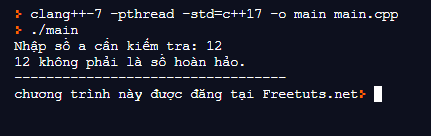 > clang++-7 -pthread -std=c++17 -o main main.cpp
> ./main
Nhập số a cần kiểm tra: 12
12 không phải là số hoàn hảo.
----------------------------------
chương trình này được đăng tại Freetuts.net>